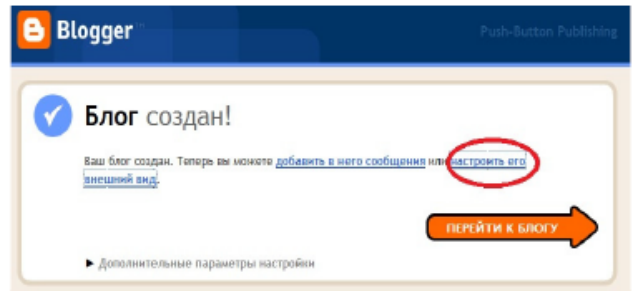 Blogger™
Push-Button Publishing
Блог создан!
Ваш блог создан. Теперь вы можете добавить в него сообщения или настроить его
внешний вид.
ПЕРЕЙТИ К БЛОГУ
► Дополнительные параметры настройки